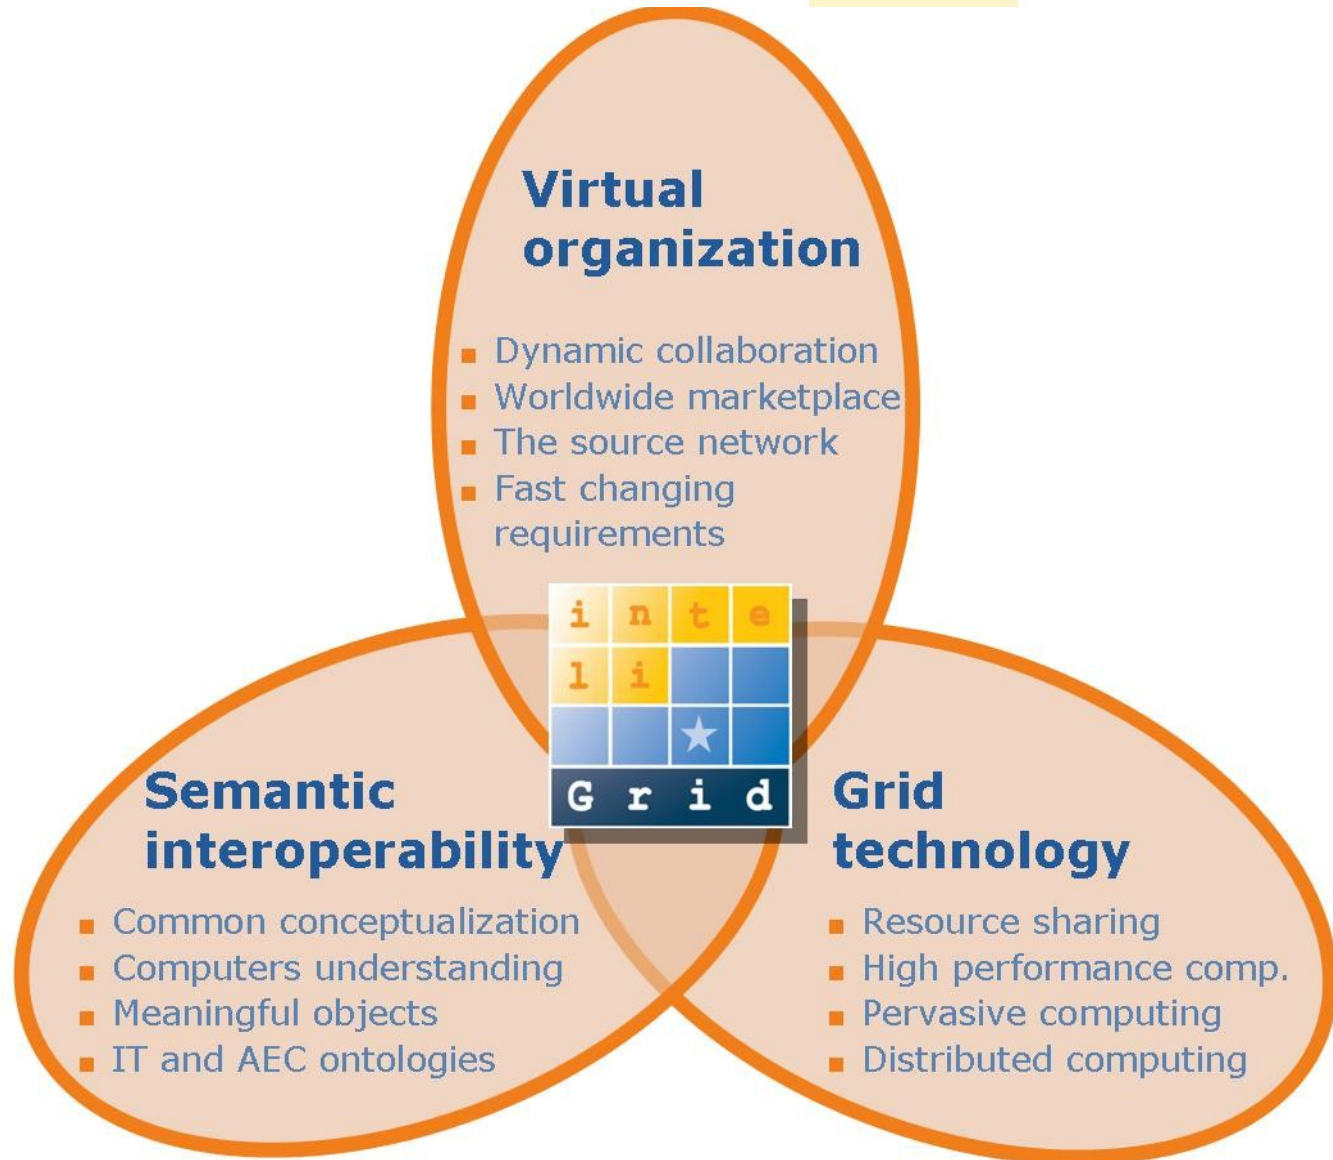 Virtual
organization
▪ Dynamic collaboration
▪ Worldwide marketplace
▪ The source network
▪ Fast changing
requirements
i n t e
l i
G r i d
Semantic
interoperability
▪ Common conceptualization
▪ Computers understanding
▪ Meaningful objects
▪ IT and AEC ontologies
Grid
technology
▪ Resource sharing
▪ High performance comp.
▪ Pervasive computing
▪ Distributed computing